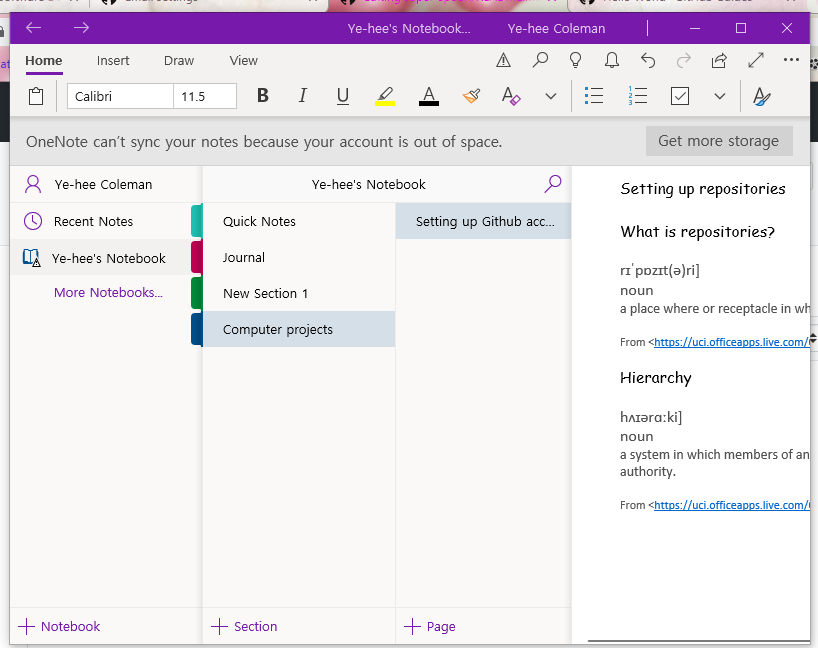 Ye-hee's Notebook... Ye-hee Coleman
Home Insert Draw View
Calibri 11.5 B I U A A
OneNote can't sync your notes because your account is out of space. Get more storage
Ye-hee Coleman
Recent Notes
Ye-hee's Notebook
More Notebooks...
Notebook
Ye-hee's Notebook
Quick Notes
Journal
New Section 1
Computer projects
Section
Setting up Github acc...
Page
Setting up repositories
What is repositories?
rɪˈpɒzɪt(ə)ri]
noun
a place where or receptacle in wh
From <https://uci.officeapps.live.com/
Hierarchy
hʌɪərɑːki]
noun
a system in which members of an
authority.
From <https://uci.officeapps.live.com/